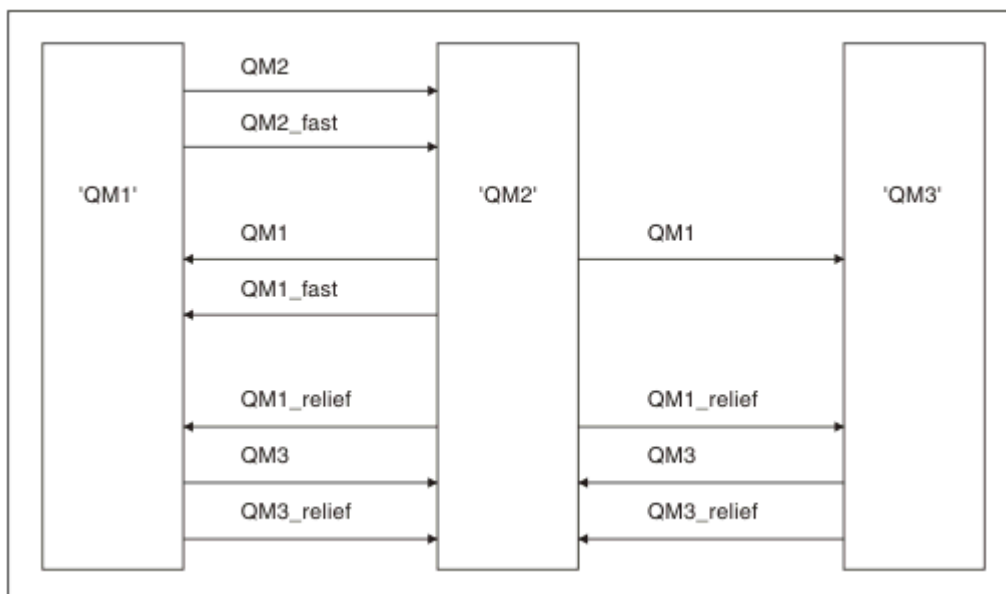 QM2
QM2_fast
'QM1' 'QM2' 'QM3'
QM1 QM1
QM1_fast
QM1_relief QM1_relief
QM3 QM3
QM3_relief QM3_relief